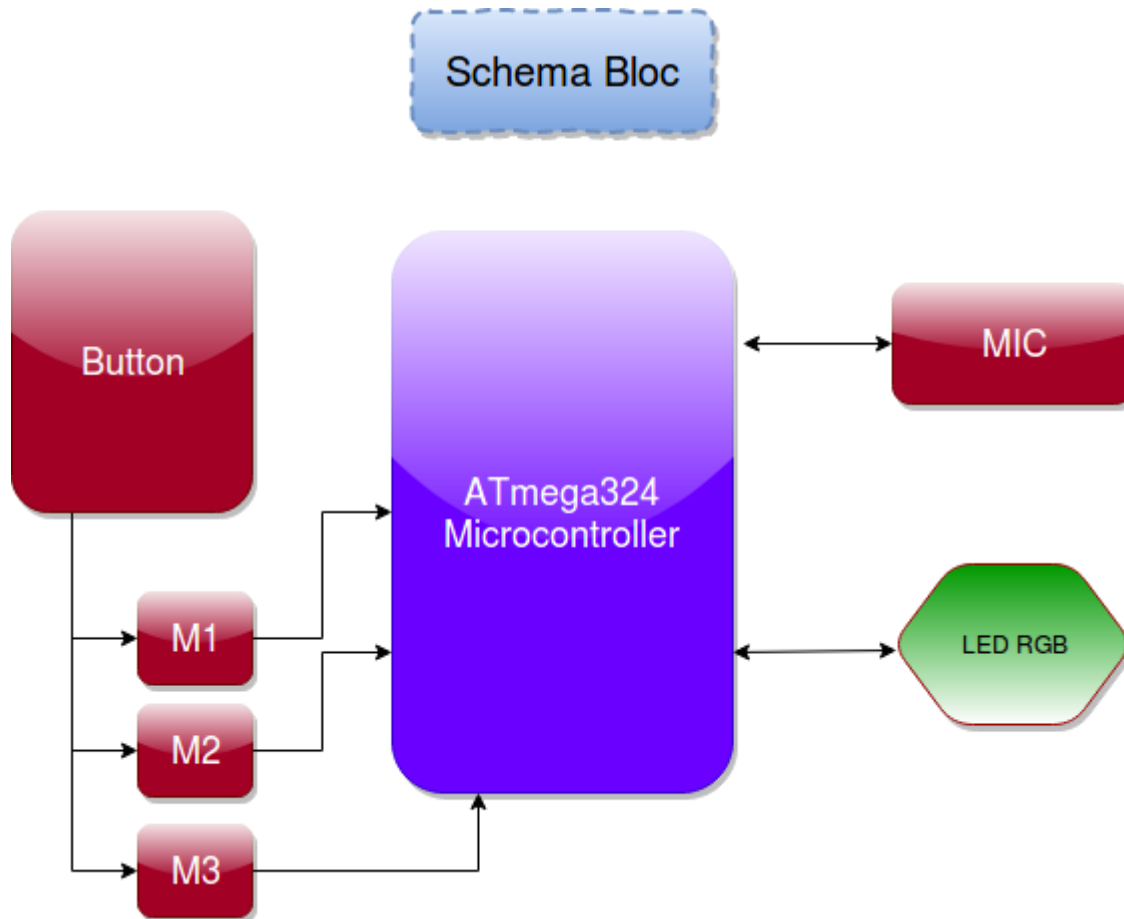 Schema Bloc
Button
ATmega324
Microcontroller
MIC
LED RGB
M1
M2
M3